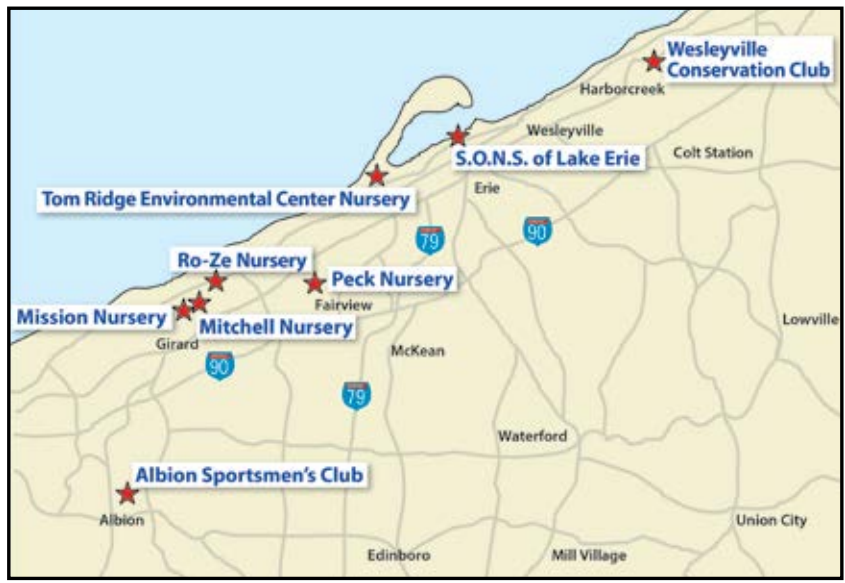 Wesleyville
Conservation Club
Harborcreek
Wesleyville
S.O.N.S. of Lake Erie
Colt Station
Tom Ridge Environmental Center Nursery
Erie
79
90
Ro-Ze Nursery
Peck Nursery
Fairview
Mission Nursery
Mitchell Nursery
Lowville
Girard
McKean
90
79
Waterford
Albion Sportsmen's Club
Albion
Union City
Edinboro
Mill Village